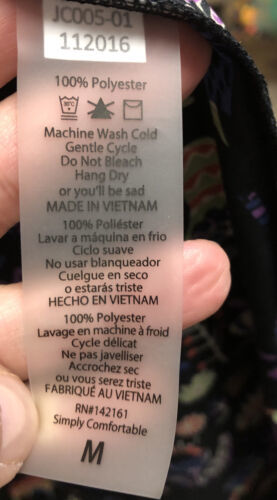 JC005-01
112016
100% Polyester
30°C
Machine Wash Cold
Gentle Cycle
Do Not Bleach
Hang Dry
or you'll be sad
MADE IN VIETNAM
100% Poliéster
Lavar a máquina en frio
Ciclo suave
No usar blanqueador
Cuelgue en seco
o estarás triste
HECHO EN VIETNAM
100% Polyester
Lavage en machine à froid
Cycle délicat
Ne pas javelliser
Accrochez sec
ou vous serez triste
FABRIQUÉ AU VIETNAM
RN#142161
Simply Comfortable
M